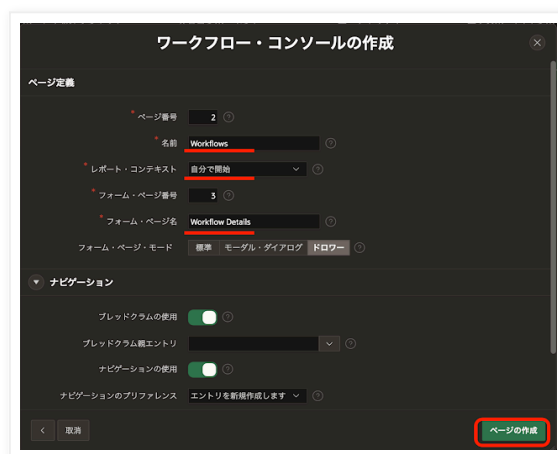 ワークフロー・コンソールの作成
ページ定義
* ページ番号 2
* 名前 Workflows
* レポート・コンテキスト 自分で開始
* フォーム・ページ番号 3
* フォーム・ページ名 Workflow Details
フォーム・ページ・モード 標準 モーダル・ダイアログ ドロワー
ナビゲーション
ブレッドクラムの使用
ブレッドクラム親エントリ
ナビゲーションの使用
ナビゲーションのプリファレンス エントリを新規作成します
取消 ページの作成